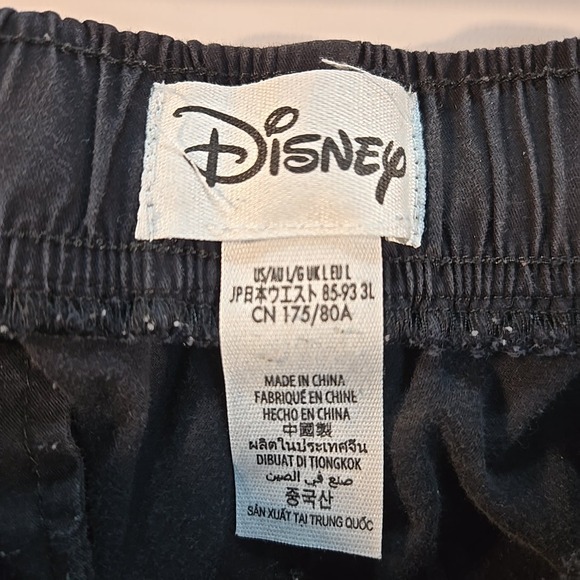 Disney
US/AU L/G UK L EU L
JP日本ウエスト 85-93 3L
CN 175/80A
MADE IN CHINA
FABRIQUÉ EN CHINE
HECHO EN CHINA
中國製
ผลิตในประเทศจีน
DIBUAT DI TIONGKOK
صنع في الصين
중국산
SẢN XUẤT TẠI TRUNG QUỐC